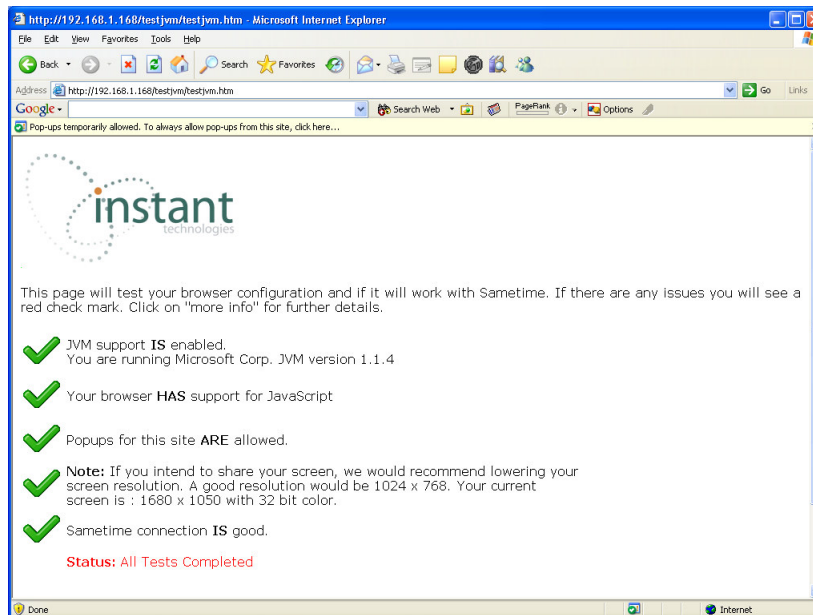 http://192.168.1.168/testjvm/testjvm.htm - Microsoft Internet Explorer
File Edit View Favorites Tools Help
Back Search Favorites
Address http://192.168.1.168/testjvm/testjvm.htm Go Links
Google Search Web PageRank Options
Pop-ups temporarily allowed. To always allow pop-ups from this site, click here...
instant
technologies
This page will test your browser configuration and if it will work with Sametime. If there are any issues you will see a
red check mark. Click on "more info" for further details.
JVM support IS enabled.
You are running Microsoft Corp. JVM version 1.1.4
Your browser HAS support for JavaScript
Popups for this site ARE allowed.
Note: If you intend to share your screen, we would recommend lowering your
screen resolution. A good resolution would be 1024 x 768. Your current
screen is : 1680 x 1050 with 32 bit color.
Sametime connection IS good.
Status: All Tests Completed
Done Internet